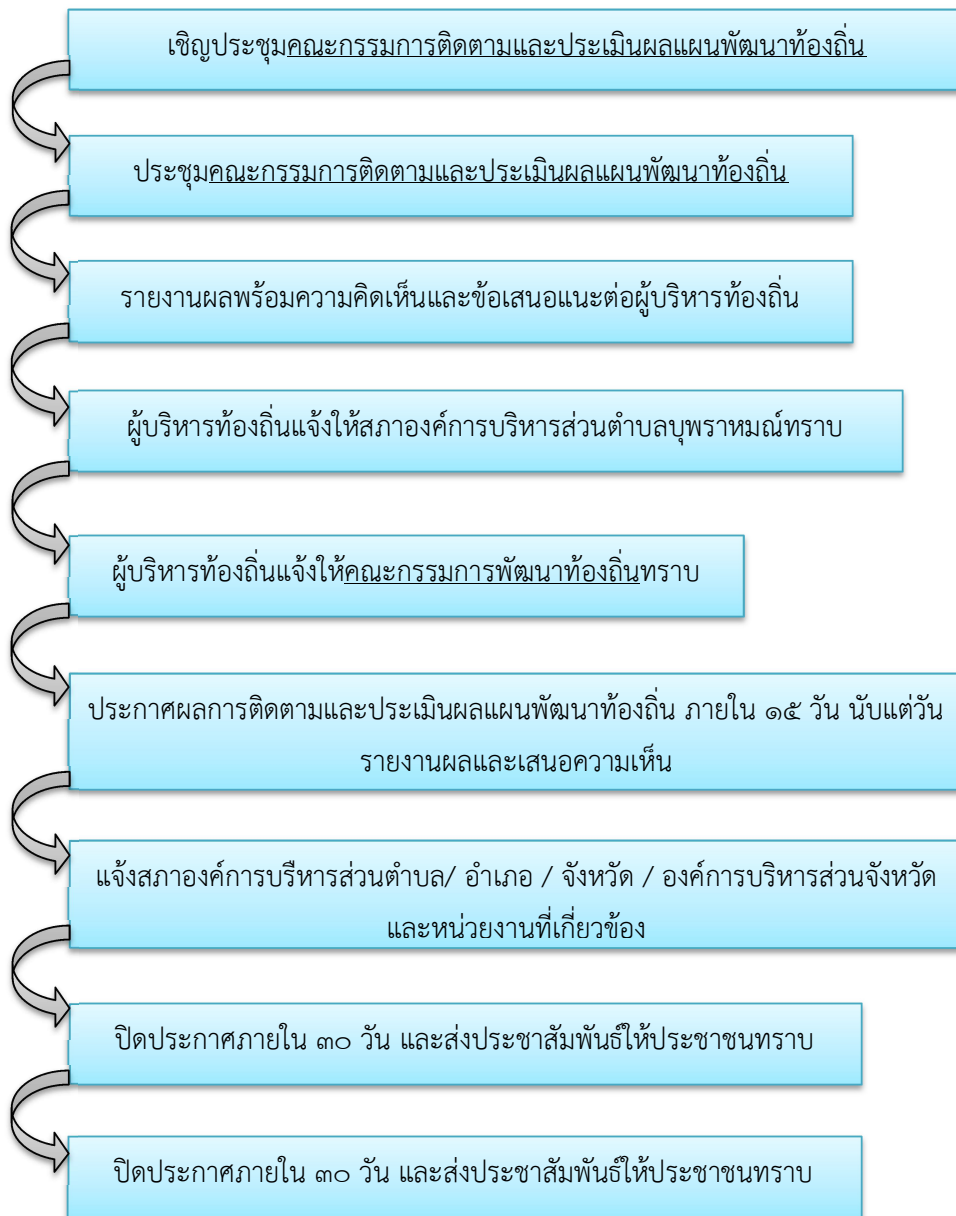 เชิญประชุมคณะกรรมการติดตามและประเมินผลแผนพัฒนาท้องถิ่น
ประชุมคณะกรรมการติดตามและประเมินผลแผนพัฒนาท้องถิ่น
รายงานผลพร้อมความคิดเห็นและข้อเสนอแนะต่อผู้บริหารท้องถิ่น
ผู้บริหารท้องถิ่นแจ้งให้สภาองค์การบริหารส่วนตำบลบุพราหมณ์ทราบ
ผู้บริหารท้องถิ่นแจ้งให้คณะกรรมการพัฒนาท้องถิ่นทราบ
ประกาศผลการติดตามและประเมินผลแผนพัฒนาท้องถิ่น ภายใน ๑๕ วัน นับแต่วัน
รายงานผลและเสนอความเห็น
แจ้งสภาองค์การบรีหารส่วนตำบล/ อำเภอ / จังหวัด / องค์การบริหารส่วนจังหวัด
และหน่วยงานที่เกี่ยวข้อง
ปิดประกาศภายใน ๓๐ วัน และส่งประชาสัมพันธ์ให้ประชาชนทราบ
ปิดประกาศภายใน ๓๐ วัน และส่งประชาสัมพันธ์ให้ประชาชนทราบ